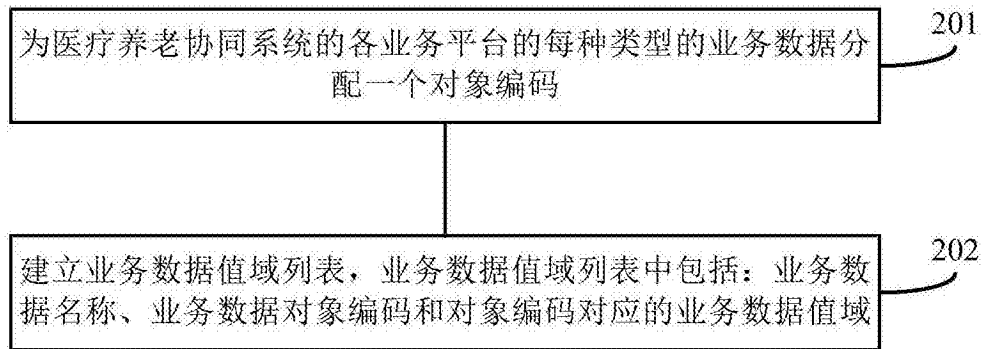 201
为医疗养老协同系统的各业务平台的每种类型的业务数据分
配一个对象编码
202
建立业务数据值域列表，业务数据值域列表中包括：业务数
据名称、业务数据对象编码和对象编码对应的业务数据值域